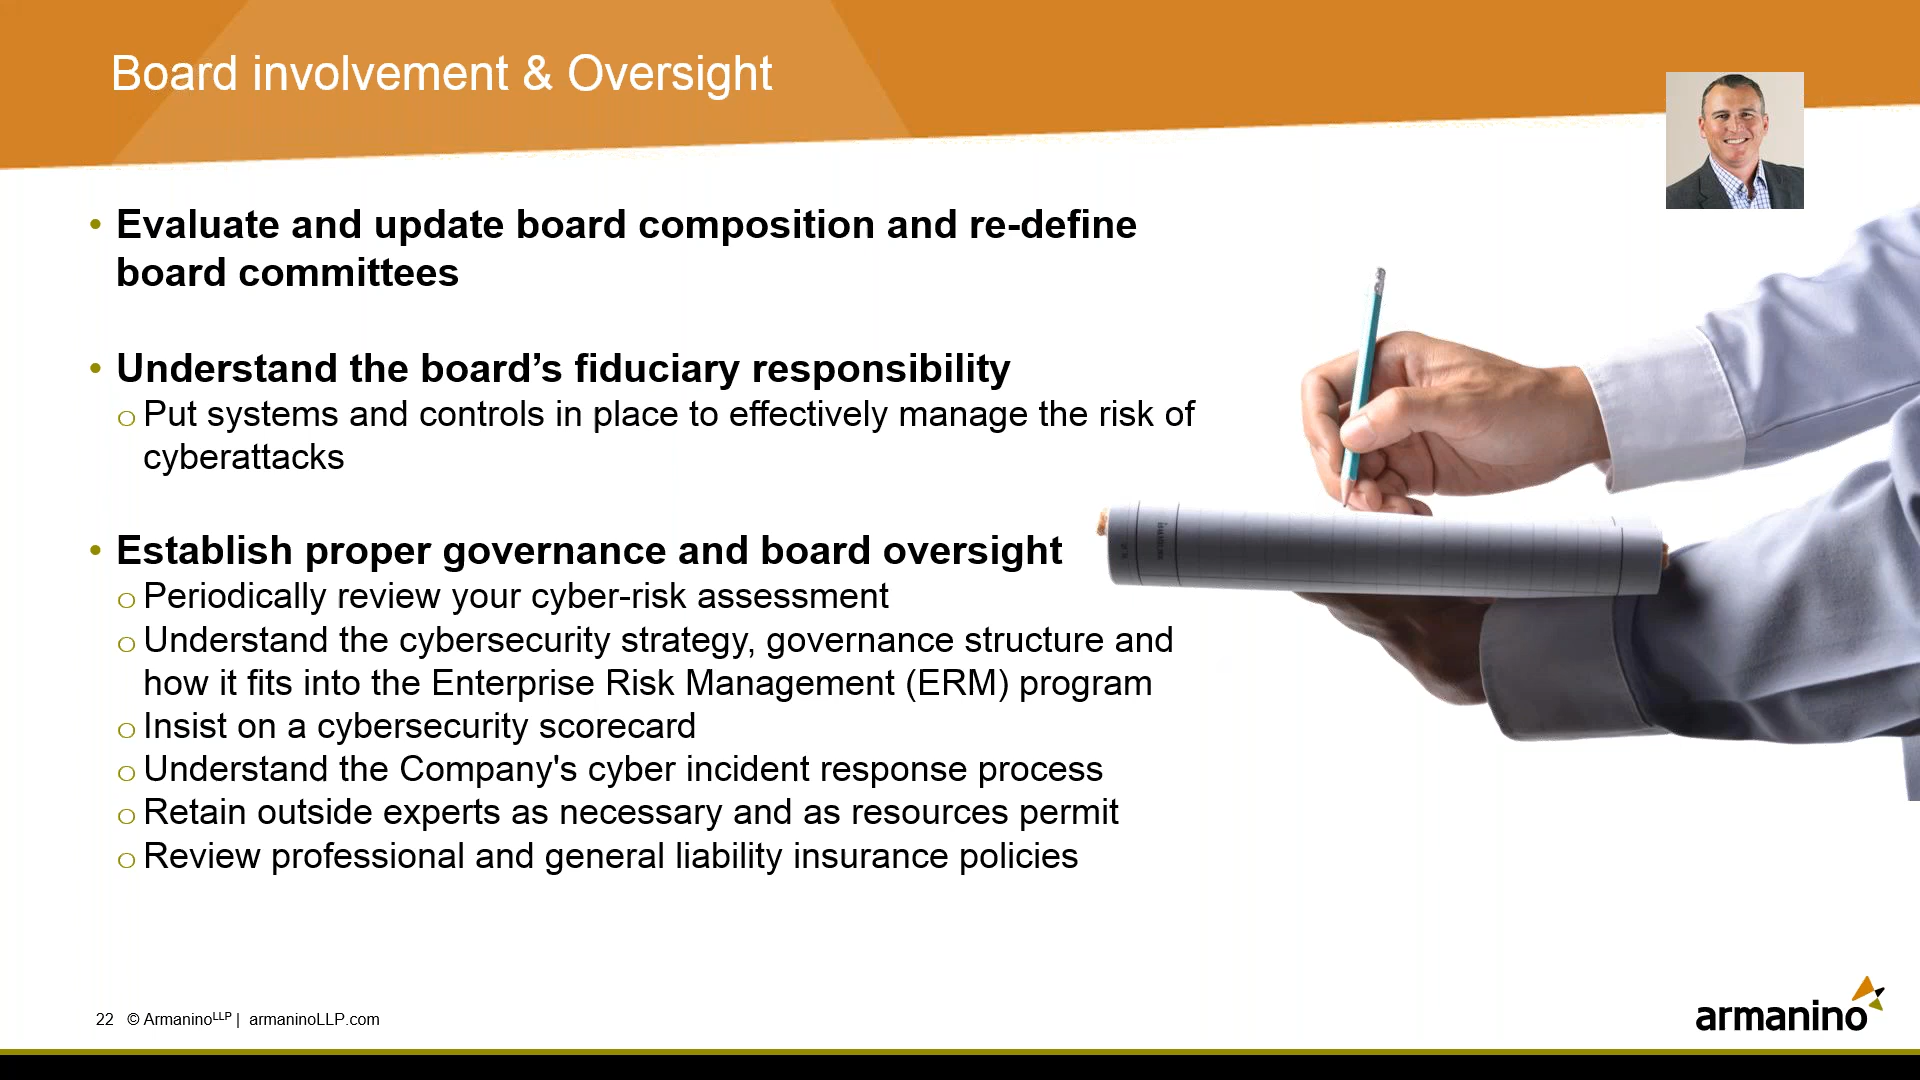 Board involvement & Oversight
• Evaluate and update board composition and re-define
board committees
• Understand the board’s fiduciary responsibility
o Put systems and controls in place to effectively manage the risk of
cyberattacks
• Establish proper governance and board oversight
o Periodically review your cyber-risk assessment
o Understand the cybersecurity strategy, governance structure and
how it fits into the Enterprise Risk Management (ERM) program
o Insist on a cybersecurity scorecard
o Understand the Company's cyber incident response process
o Retain outside experts as necessary and as resources permit
o Review professional and general liability insurance policies
22 © ArmaninoLLP | armaninoLLP.com
armanino